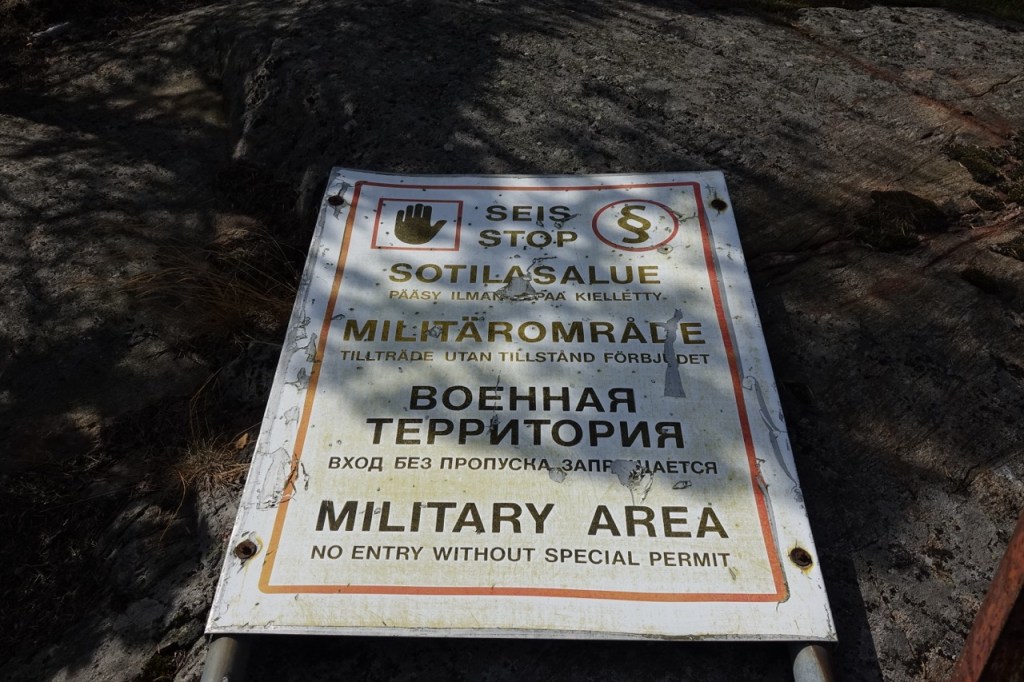 SEIS
STOP
§
SOTILASALUE
PÄÄSY ILMAN KIELLETTY
MILITÄROMRÅDE
TILLTRÄDE UTAN TILLSTÅND FÖRBJUDET
ВОЕННАЯ
ТЕРРИТОРИЯ
ВХОД БЕЗ ПРОПУСКА ЗАПРЕЩАЕТСЯ
MILITARY AREA
NO ENTRY WITHOUT SPECIAL PERMIT